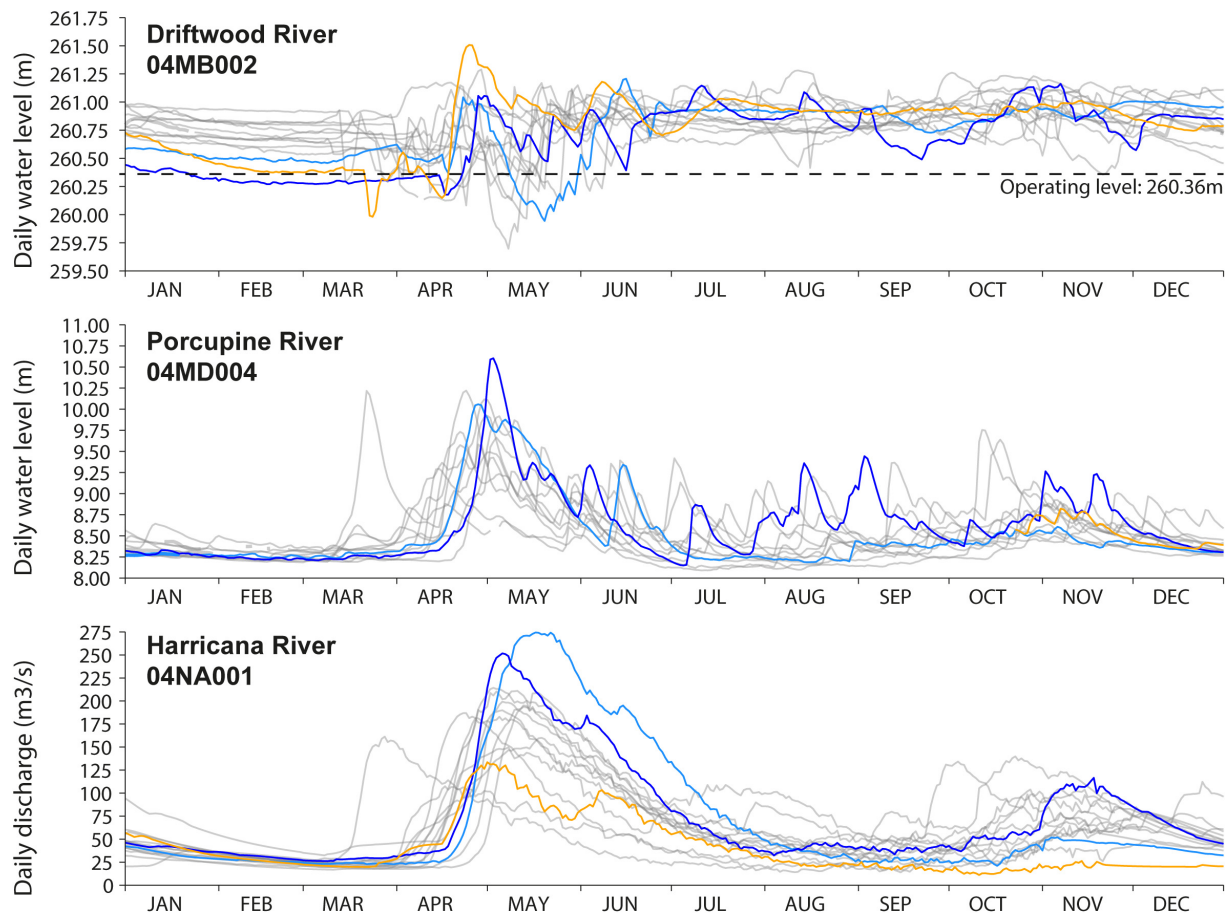 Driftwood River
04MB002
Daily water level (m)
261.75
261.50
261.25
261.00
260.75
260.50
260.25
260.00
259.75
259.50
Operating level: 260.36m
JAN FEB MAR APR MAY JUN JUL AUG SEP OCT NOV DEC
Porcupine River
04MD004
Daily water level (m)
11.00
10.75
10.50
10.25
10.00
9.75
9.50
9.25
9.00
8.75
8.50
8.25
8.00
JAN FEB MAR APR MAY JUN JUL AUG SEP OCT NOV DEC
Harricana River
04NA001
Daily discharge (m3/s)
275
250
225
200
175
150
125
100
75
50
25
0
JAN FEB MAR APR MAY JUN JUL AUG SEP OCT NOV DEC